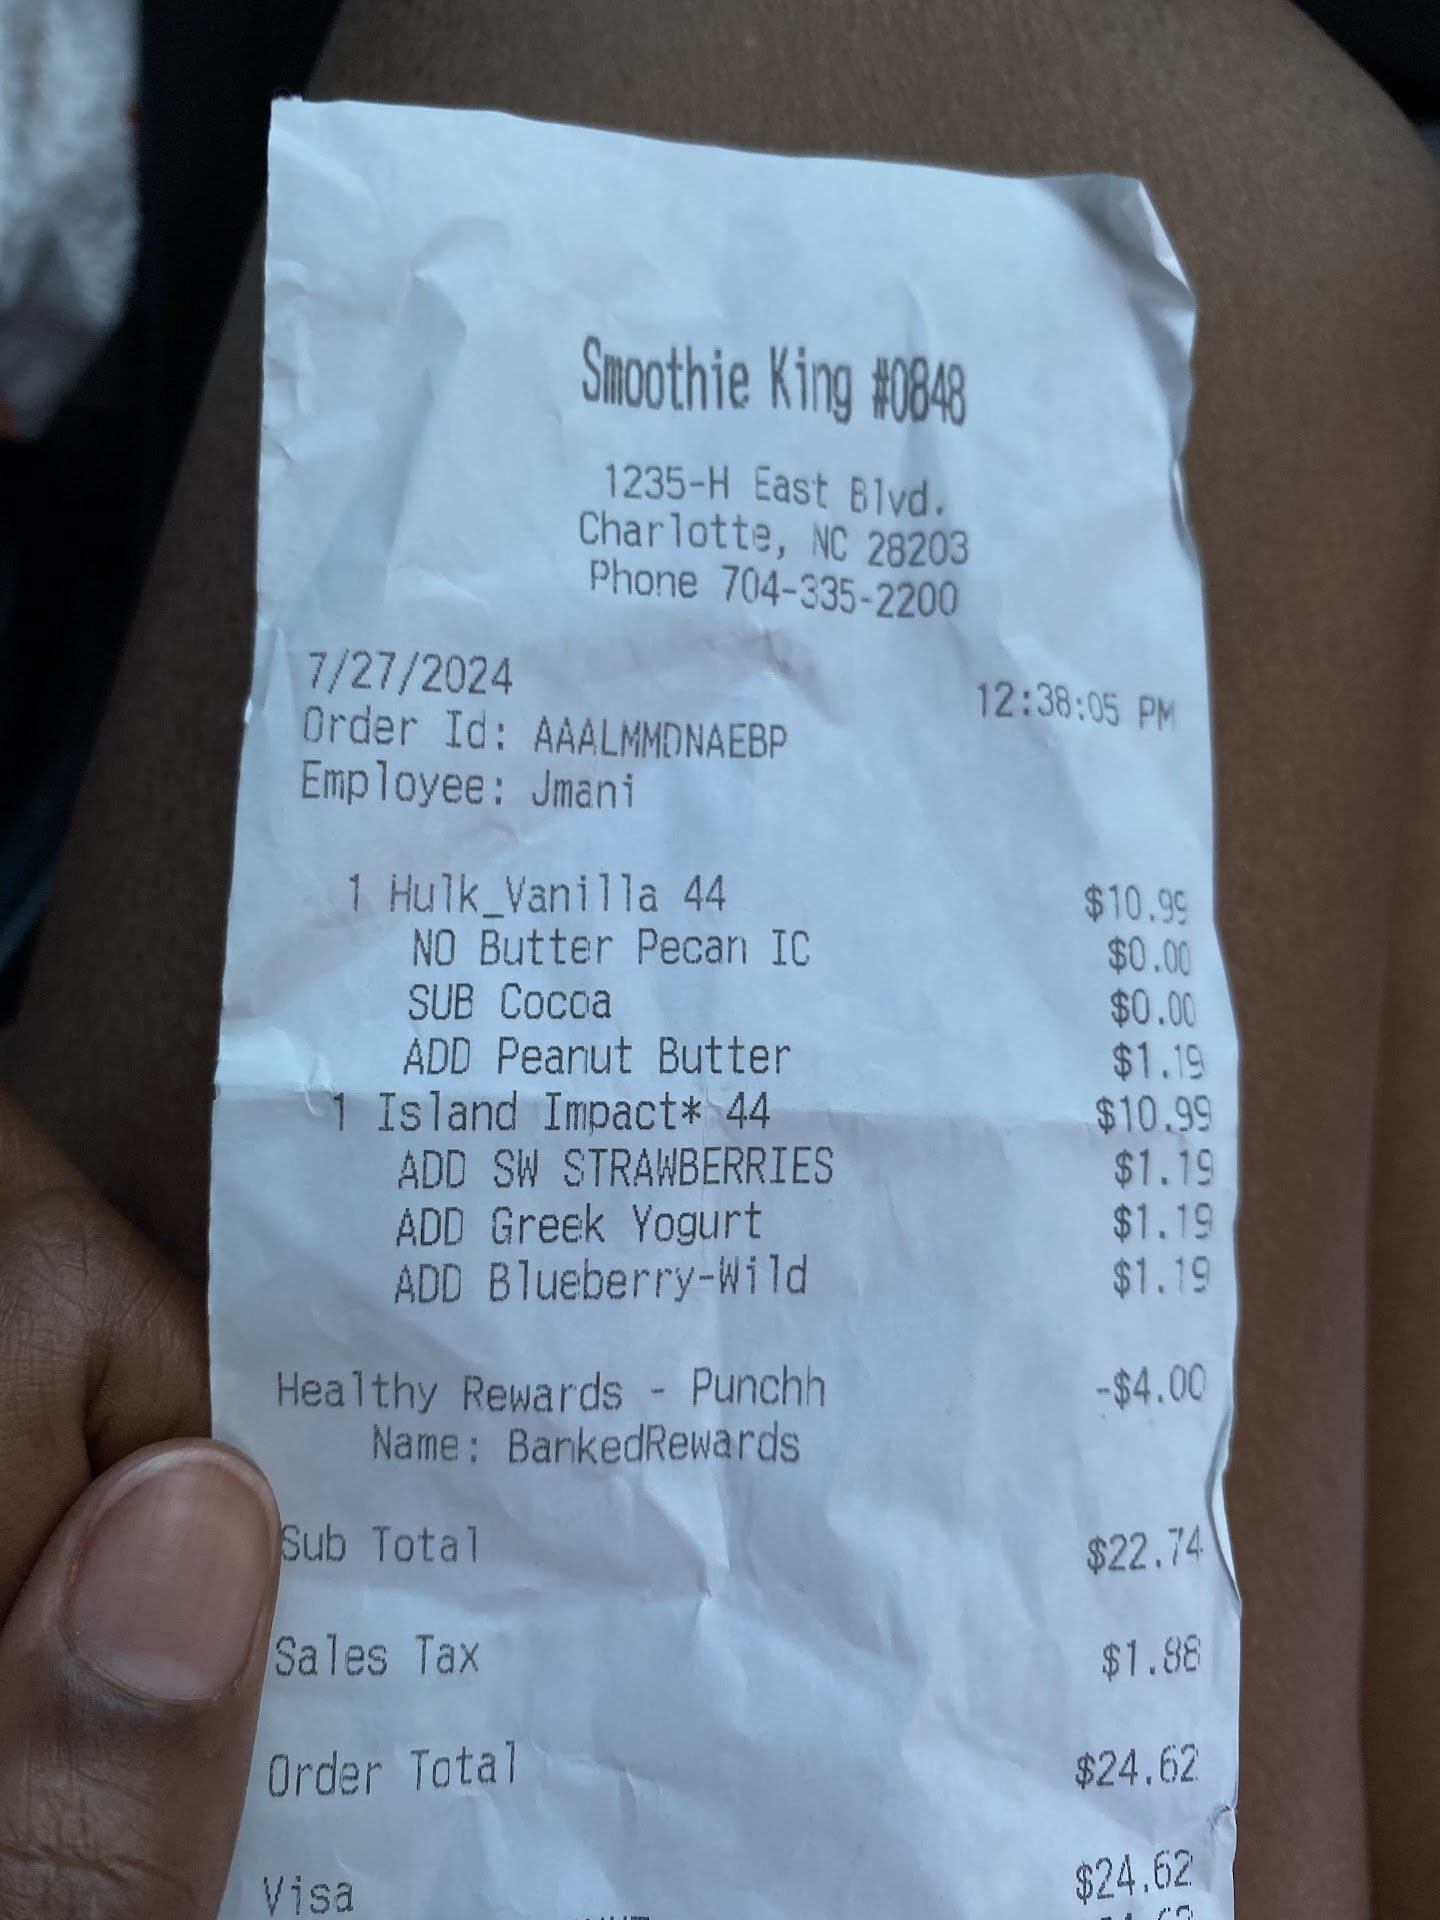 Smoothie King #0848
1235-H East Blvd.
Charlotte, NC 28203
Phone 704-335-2200
7/27/2024 12:38:05 PM
Order Id: AAALMMDNAEBP
Employee: Jmani
1 Hulk_Vanilla 44 $10.99
NO Butter Pecan IC $0.00
SUB Cocoa $0.00
ADD Peanut Butter $1.19
1 Island Impact* 44 $10.99
ADD SW STRAWBERRIES $1.19
ADD Greek Yogurt $1.19
ADD Blueberry-Wild $1.19
Healthy Rewards - Punchh -$4.00
Name: BankedRewards
Sub Total $22.74
Sales Tax $1.88
Order Total $24.62
Visa $24.62